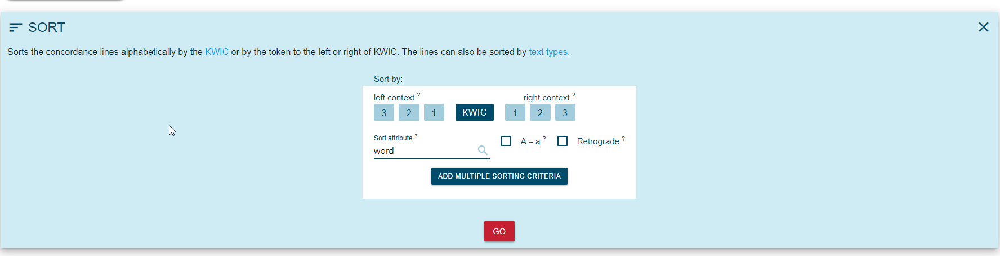 SORT
Sorts the concordance lines alphabetically by the KWIC or by the token to the left or right of KWIC. The lines can also be sorted by text types.
Sort by:
left context ? right context ?
3 2 1 KWIC 1 2 3
Sort attribute ?
word
A = a ? Retrograde ?
ADD MULTIPLE SORTING CRITERIA
GO